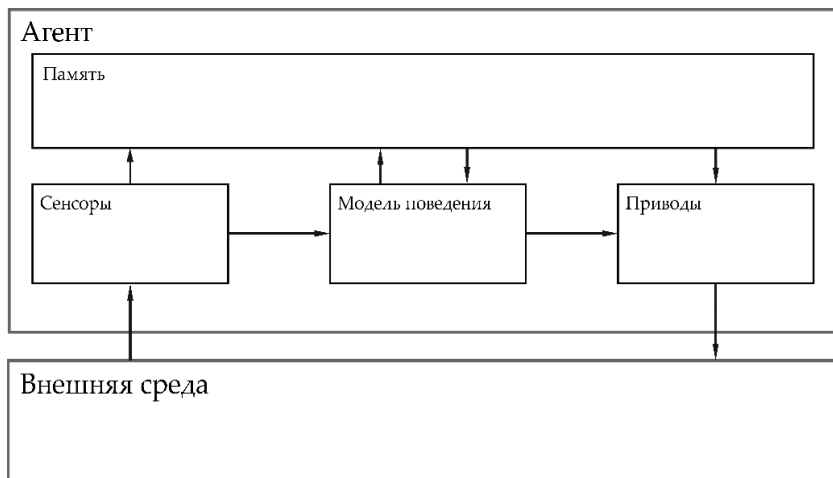 Агент
Память
Сенсоры
Модель поведения
Приводы
Внешняя среда